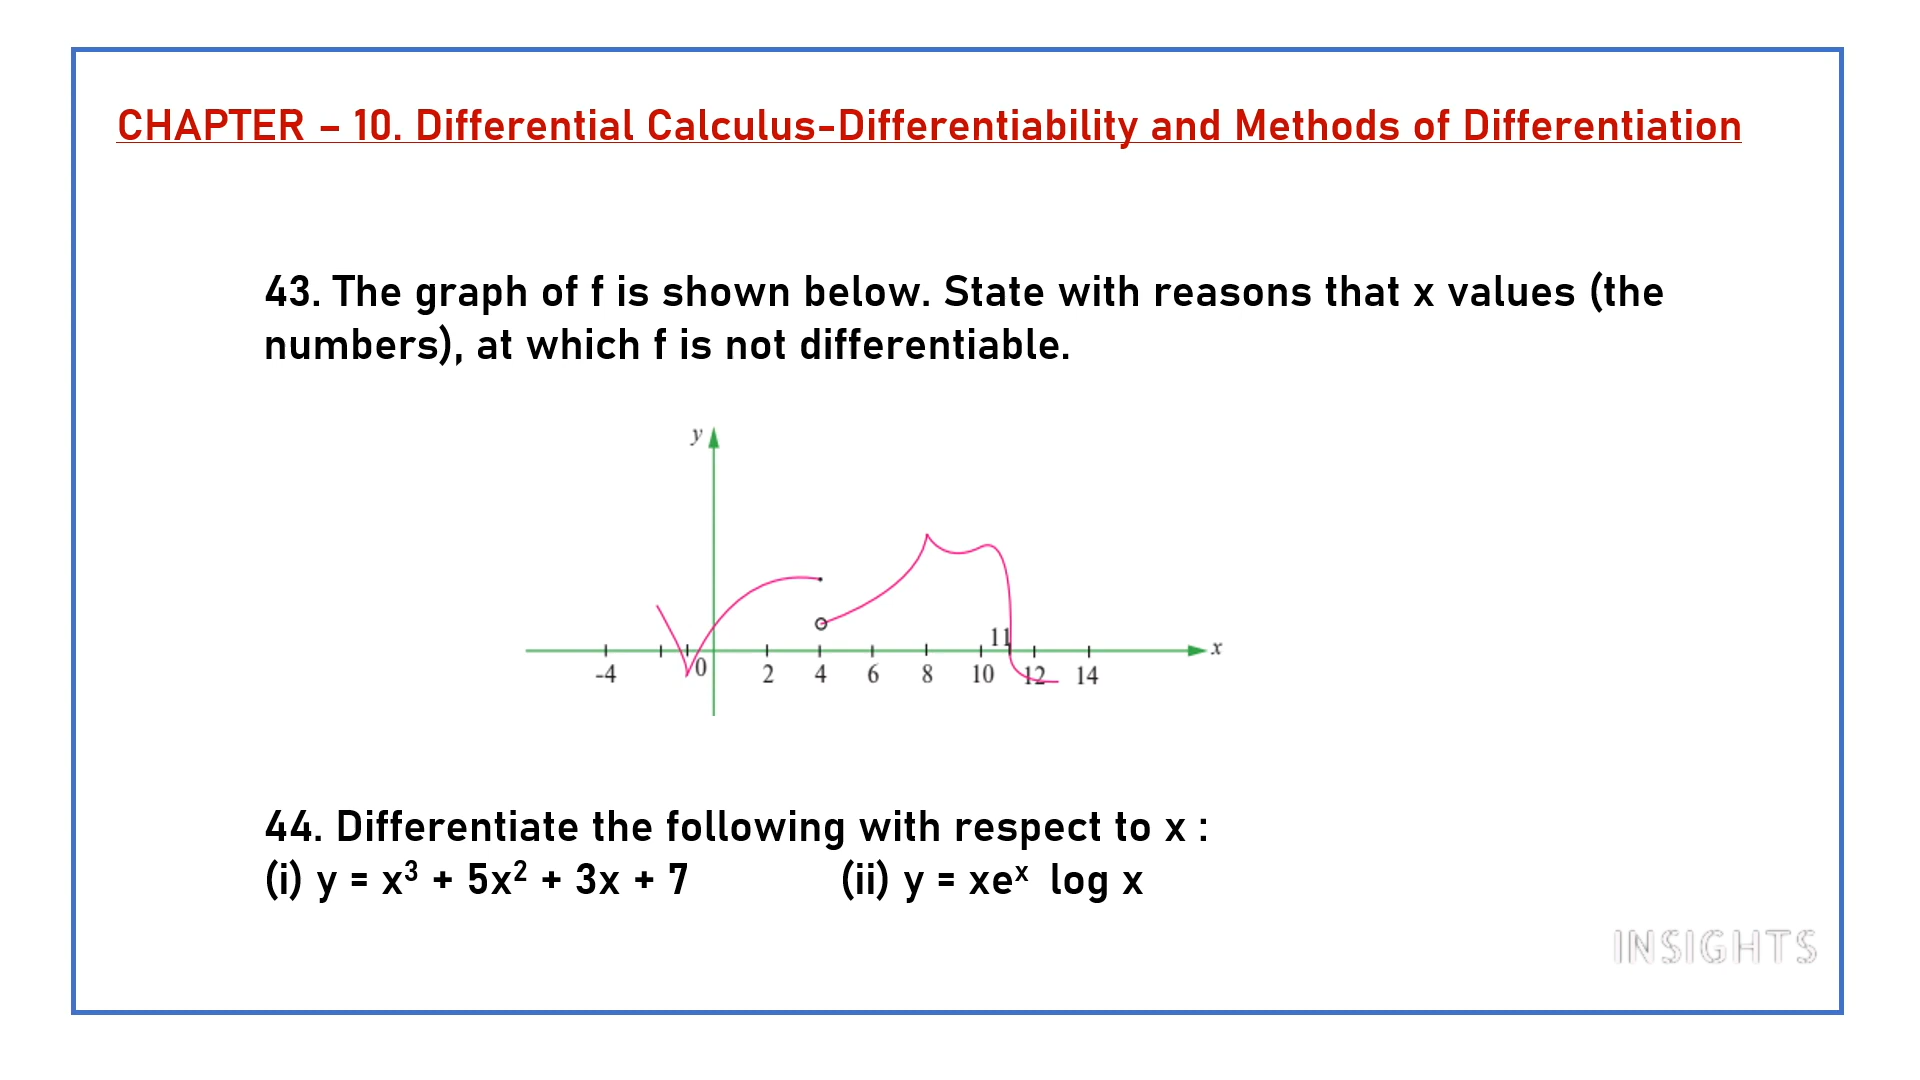 CHAPTER – 10. Differential Calculus-Differentiability and Methods of Differentiation
43. The graph of f is shown below. State with reasons that x values (the
numbers), at which f is not differentiable.
y
11
x
-4 0 2 4 6 8 10 12 14
44. Differentiate the following with respect to x :
(i) y = x³ + 5x² + 3x + 7 (ii) y = xeˣ log x
INSIGHTS